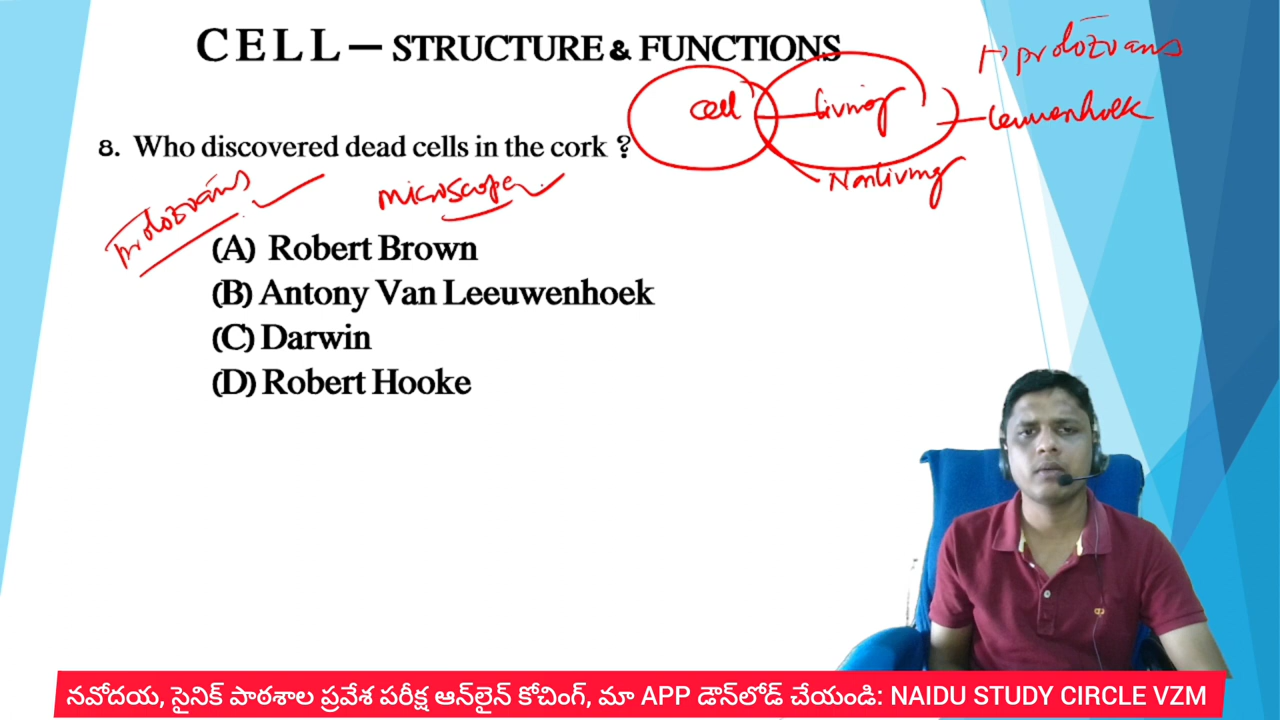 CELL – STRUCTURE & FUNCTIONS
→ protozoans
cell living Leuwenhoek
8. Who discovered dead cells in the cork ?
Nonliving
protozoans microscope
(A) Robert Brown
(B) Antony Van Leeuwenhoek
(C) Darwin
(D) Robert Hooke
నవోదయ, సైనిక్ పాఠశాల ప్రవేశ పరీక్ష ఆన్‌లైన్ కోచింగ్, మా APP డౌన్‌లోడ్ చేయండి: NAIDU STUDY CIRCLE VZM